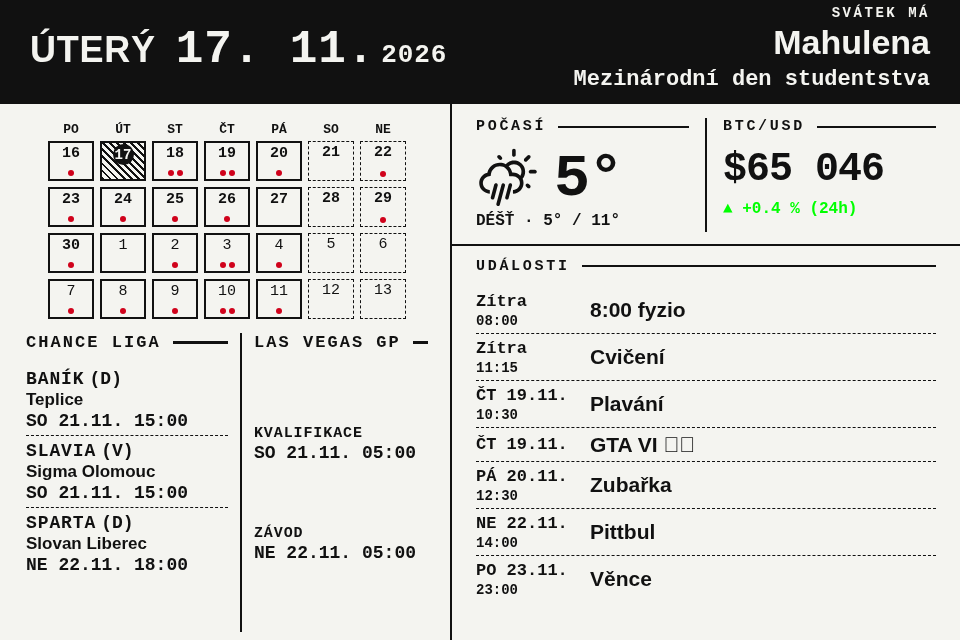 ÚTERÝ 17. 11. 2026
SVÁTEK MÁ
Mahulena
Mezinárodní den studentstva
PO ÚT ST ČT PÁ SO NE
16 17 18 19 20 21 22
23 24 25 26 27 28 29
30 1 2 3 4 5 6
7 8 9 10 11 12 13
CHANCE LIGA
BANÍK (D)
Teplice
SO 21.11. 15:00
SLAVIA (V)
Sigma Olomouc
SO 21.11. 15:00
SPARTA (D)
Slovan Liberec
NE 22.11. 18:00
LAS VEGAS GP
KVALIFIKACE
SO 21.11. 05:00
ZÁVOD
NE 22.11. 05:00
POČASÍ
5°
DÉŠŤ · 5° / 11°
BTC/USD
$65 046
▲ +0.4 % (24h)
UDÁLOSTI
Zítra
08:00
8:00 fyzio
Zítra
11:15
Cvičení
ČT 19.11.
10:30
Plavání
ČT 19.11.
GTA VI
PÁ 20.11.
12:30
Zubařka
NE 22.11.
14:00
Pittbul
PO 23.11.
23:00
Věnce